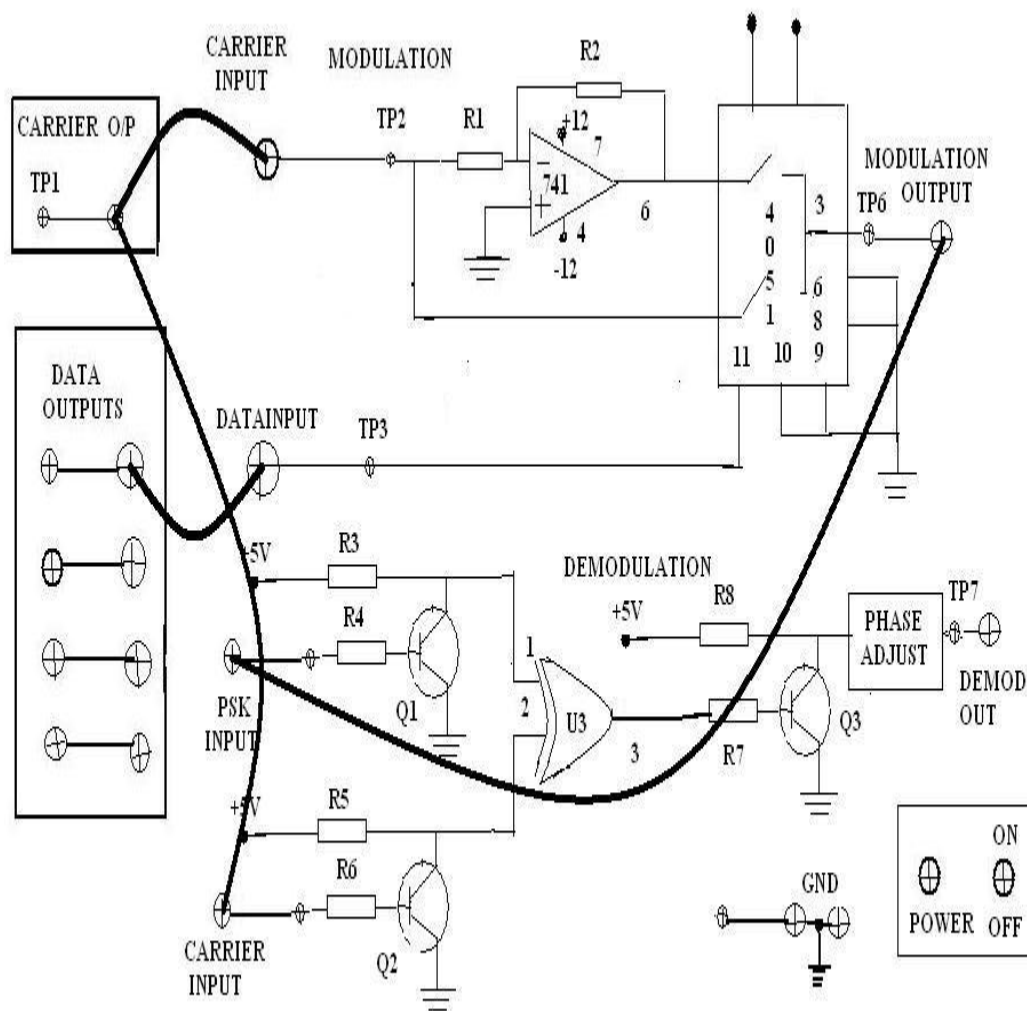 CARRIER
INPUT
MODULATION
R2
CARRIER O/P
TP1
TP2
R1
+12
7
741
6
4
-12
MODULATION
OUTPUT
TP6
4
0
5
1
3
6
8
11
10
9
DATA
OUTPUTS
DATAINPUT
TP3
+5V
R3
R4
Q1
PSK
INPUT
DEMODULATION
+5V
R8
1
2
U3
3
R7
Q3
PHASE
ADJUST
TP7
DEMOD
OUT
+5V
R5
R6
Q2
CARRIER
INPUT
GND
ON
POWER
OFF